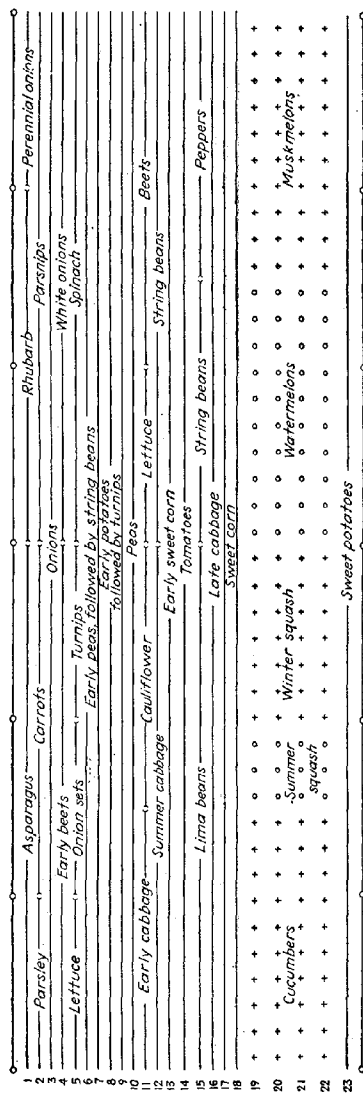 1 Asparagus Rhubarb Perennial onions
2 Parsley Carrots Parsnips
3 Onions
4 Early beets White onions
5 Lettuce Onion sets Turnips Spinach
6 Early peas, followed by string beans
7
8 Early potatoes
followed by turnips
9
10 Peas
11 Early cabbage Cauliflower Lettuce Beets
12 Summer cabbage String beans
13 Early sweet corn
14 Tomatoes
15 Lima beans String beans Peppers
16 Late cabbage
17 Sweet corn
18
19
20
Cucumbers Summer squash Winter squash Watermelons Muskmelons
21
22
23 Sweet potatoes